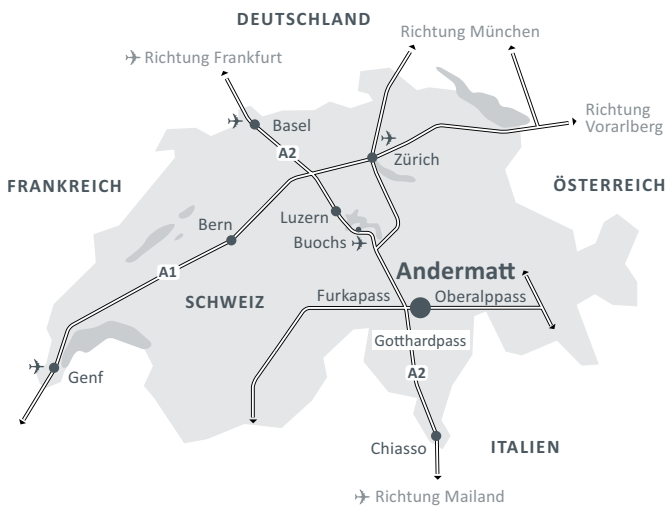 DEUTSCHLAND
Richtung München
Richtung Frankfurt
Richtung
Vorarlberg
Basel
A2
Zürich
FRANKREICH
ÖSTERREICH
Luzern
Bern
Buochs
A1
Andermatt
SCHWEIZ
Furkapass
Oberalppass
Gotthardpass
A2
Genf
Chiasso
ITALIEN
Richtung Mailand